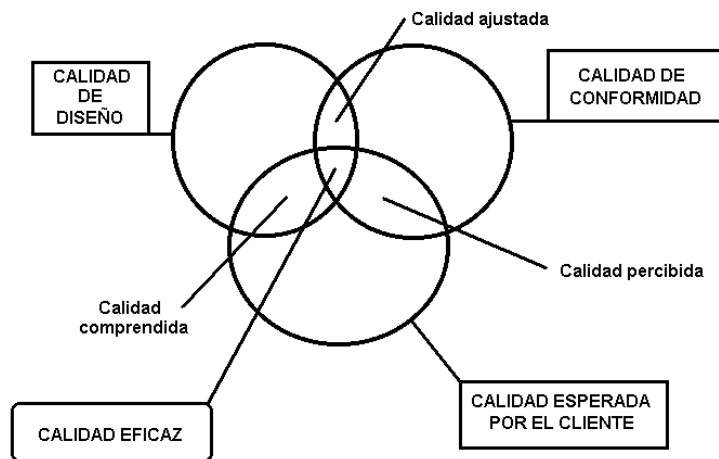 Calidad ajustada
CALIDAD
DE
DISEÑO
CALIDAD DE
CONFORMIDAD
Calidad percibida
Calidad
comprendida
CALIDAD EFICAZ
CALIDAD ESPERADA
POR EL CLIENTE